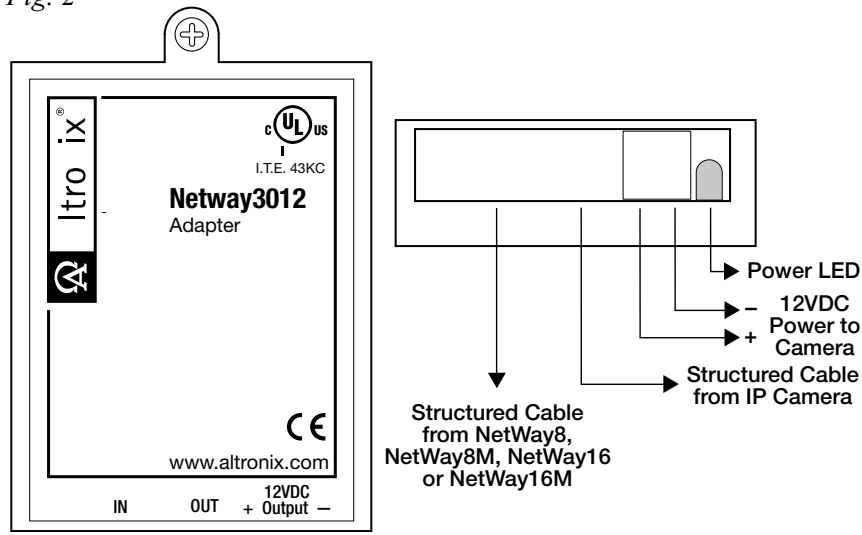 Fig. 2
ltro ix®
C UL US
I.T.E. 43KC
Netway3012
Adapter
CE
www.altronix.com
IN
OUT
12VDC
+ Output −
Power LED
− 12VDC
Power to
+ Camera
Structured Cable
from IP Camera
Structured Cable
from NetWay8,
NetWay8M, NetWay16
or NetWay16M